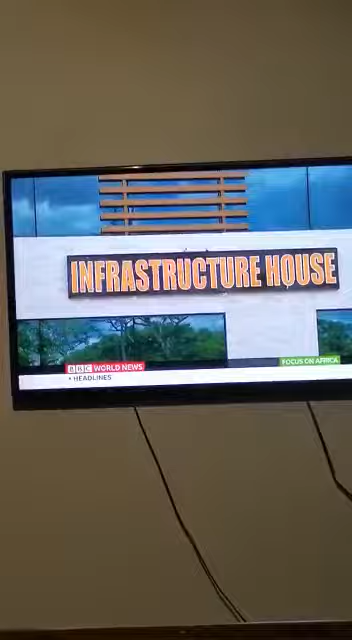 INFRASTRUCTURE HOUSE
BBC WORLD NEWS
FOCUS ON AFRICA
• HEADLINES